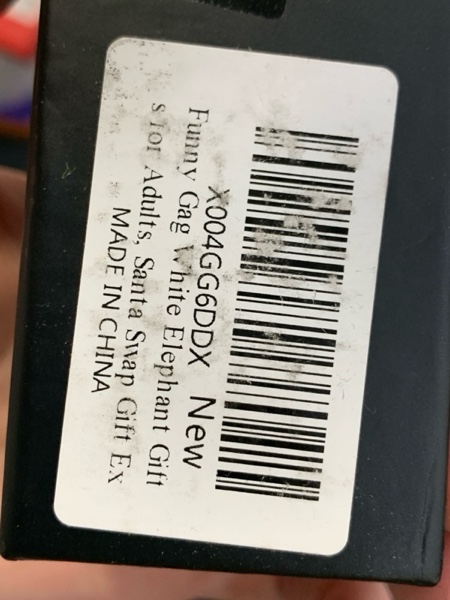 X004GG6DDX New
Funny Gag White Elephant Gift
s for Adults, Santa Swap Gift Ex
MADE IN CHINA